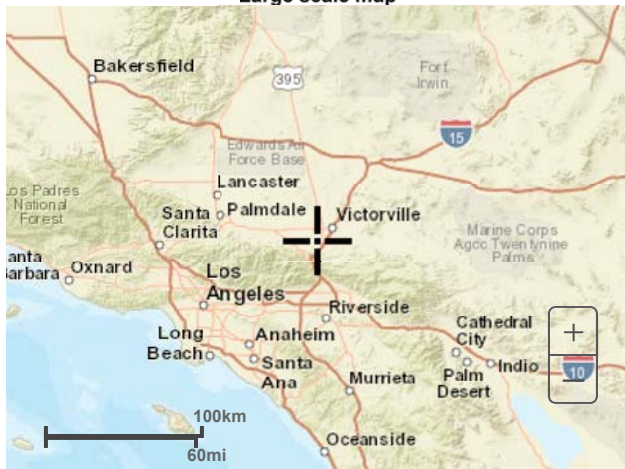 Large scale map
Bakersfield
395
Fort
Irwin
15
Edwards Air
Force Base
Lancaster
Los Padres
National
Forest
Santa
Clarita
Palmdale
Victorville
Marine Corps
Agcc Twentynine
Palms
anta
Barbara
Oxnard
Los
Angeles
Riverside
Cathedral
City
+
Long
Beach
Anaheim
Santa
Ana
Indio
10
−
Palm
Desert
Murrieta
100km
60mi
Oceanside